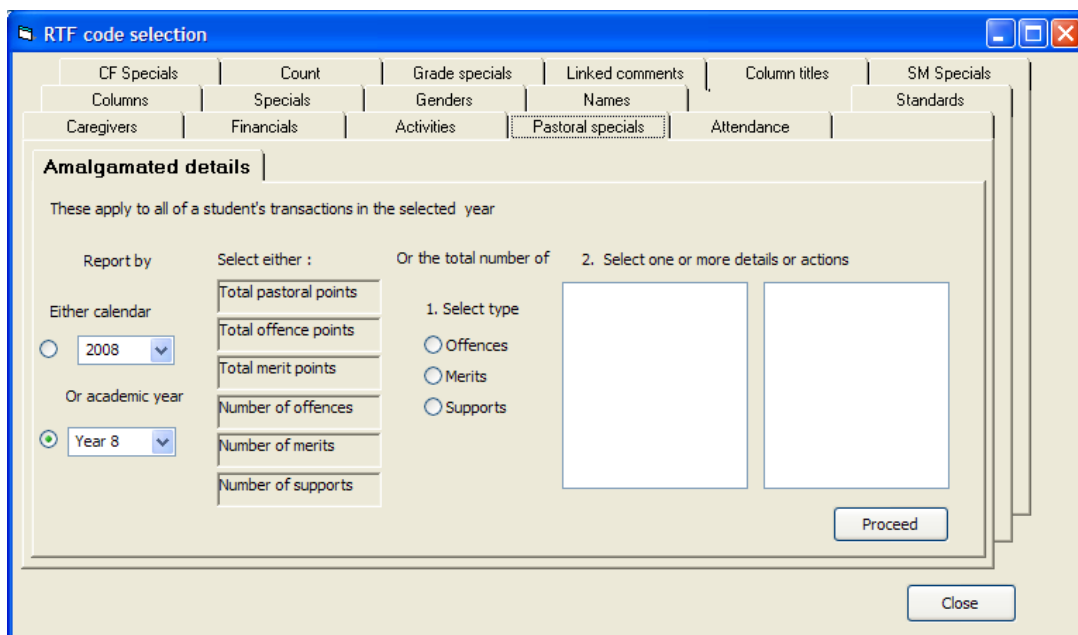 RTF code selection
CF Specials Count Grade specials Linked comments Column titles SM Specials
Columns Specials Genders Names Standards
Caregivers Financials Activities Pastoral specials Attendance
Amalgamated details
These apply to all of a student's transactions in the selected year
Report by
Either calendar
2008
Or academic year
Year 8
Select either :
Total pastoral points
Total offence points
Total merit points
Number of offences
Number of merits
Number of supports
Or the total number of
1. Select type
Offences
Merits
Supports
2. Select one or more details or actions
Proceed
Close